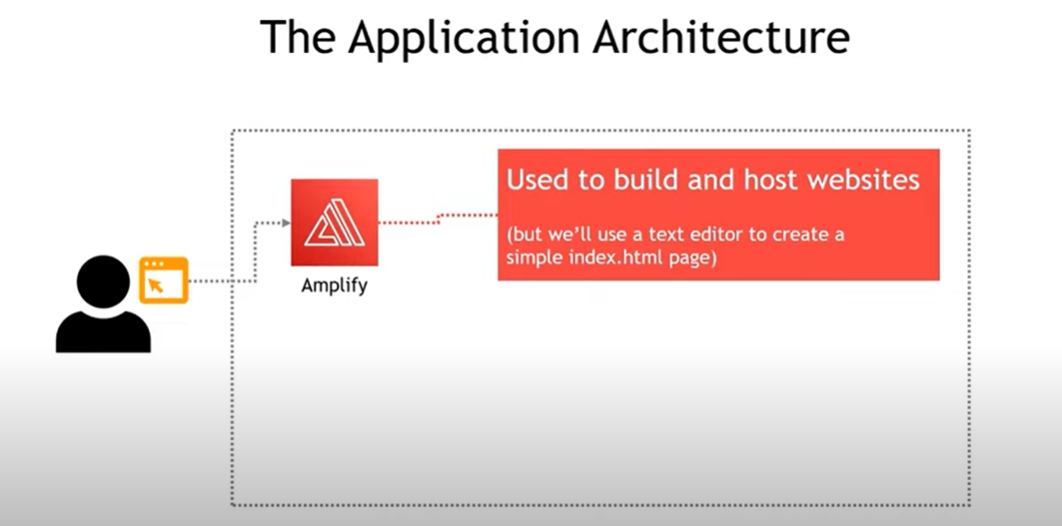 The Application Architecture
Used to build and host websites
(but we'll use a text editor to create a
simple index.html page)
Amplify